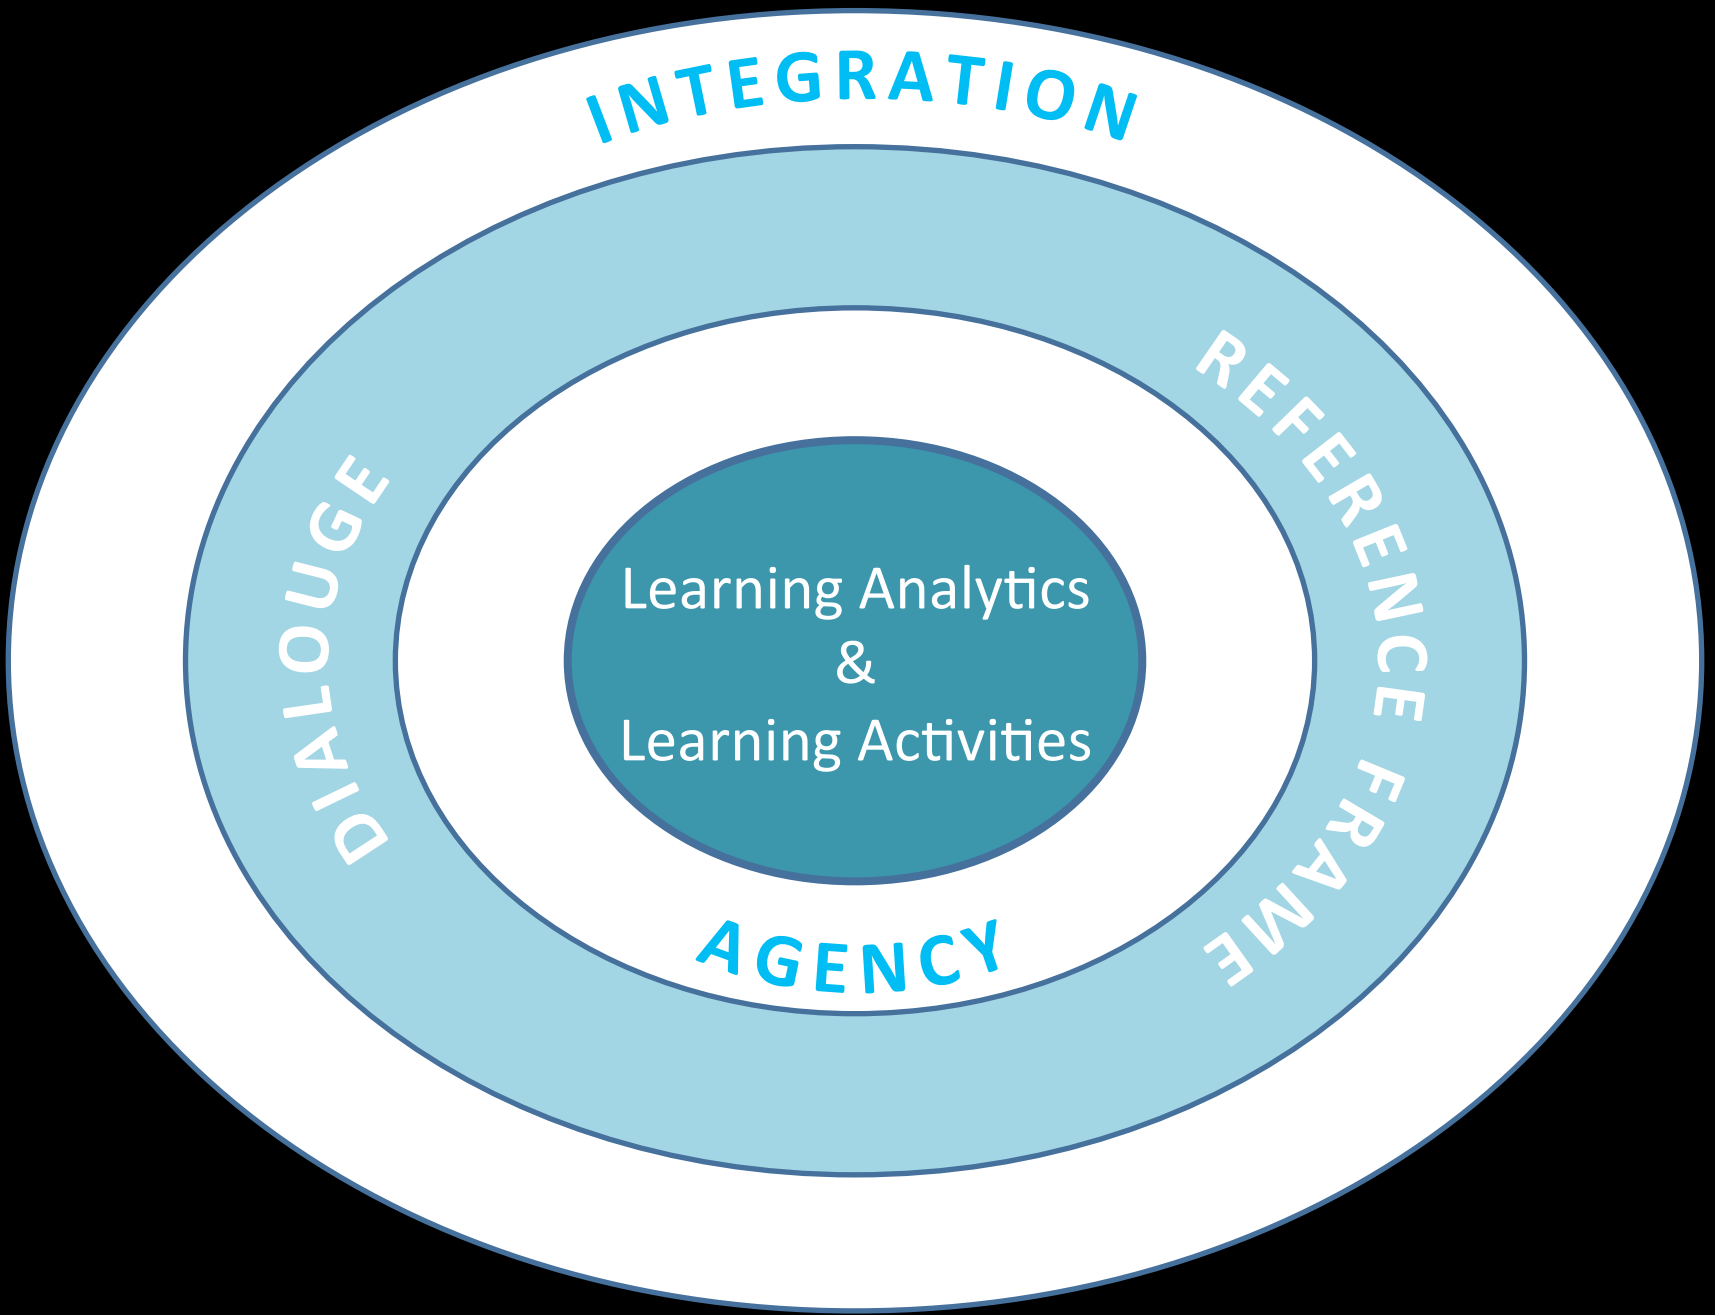 INTEGRATION
DIALOUGE
REFERENCE FRAME
Learning Analytics
&
Learning Activities
AGENCY